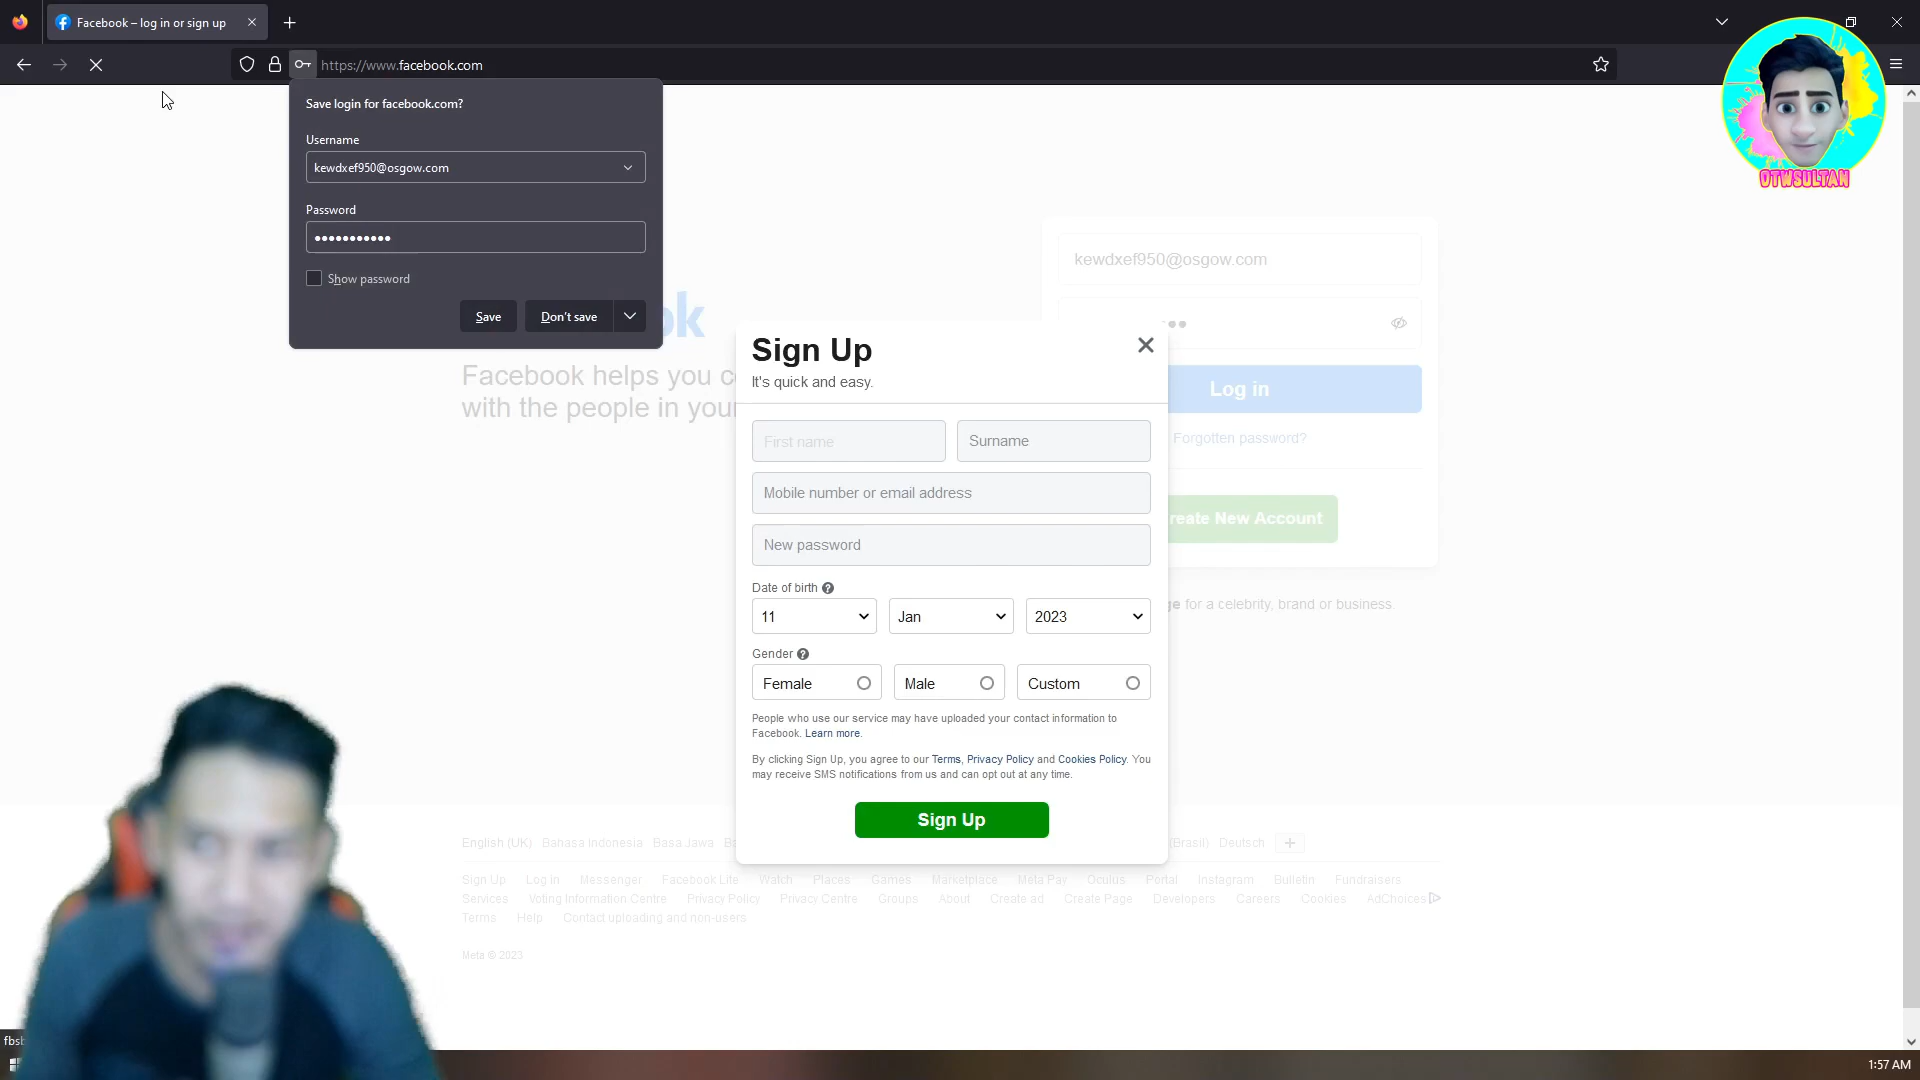 Facebook – log in or sign up
https://www.facebook.com
OTWSULTAN
Save login for facebook.com?
Username
kewdxef950@osgow.com
Password
Show password
Save
Don't save
kewdxef950@osgow.com
ok
Facebook helps you c
with the people in your
Log in
Forgotten password?
reate New Account
ge for a celebrity, brand or business.
Sign Up
It's quick and easy.
First name
Surname
Mobile number or email address
New password
Date of birth
11
Jan
2023
Gender
Female
Male
Custom
People who use our service may have uploaded your contact information to
Facebook. Learn more.
By clicking Sign Up, you agree to our Terms, Privacy Policy and Cookies Policy. You
may receive SMS notifications from us and can opt out at any time.
Sign Up
English (UK) Bahasa Indonesia Basa Jawa Ba (Brasil) Deutsch
Sign Up Log In Messenger Facebook Lite Watch Places Games Marketplace Meta Pay Oculus Portal Instagram Bulletin Fundraisers
Services Voting Information Centre Privacy Policy Privacy Centre Groups About Create ad Create Page Developers Careers Cookies AdChoices
Terms Help Contact uploading and non-users
Meta © 2023
fbsb
1:57 AM